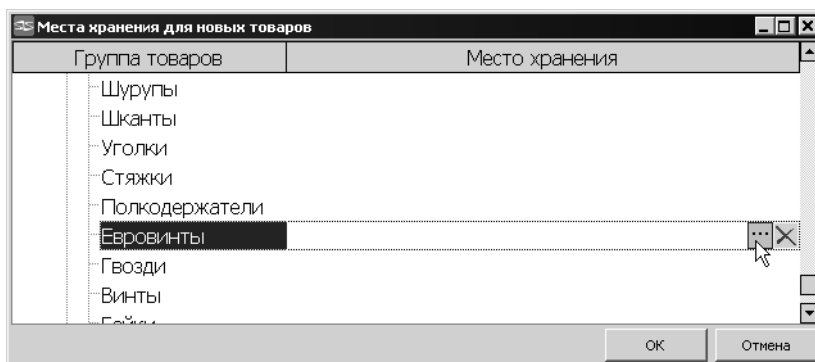 Места хранения для новых товаров
Группа товаров Место хранения
Шурупы
Шканты
Уголки
Стяжки
Полкодержатели
Евровинты ...
Гвозди
Винты
Гайки
ОК Отмена